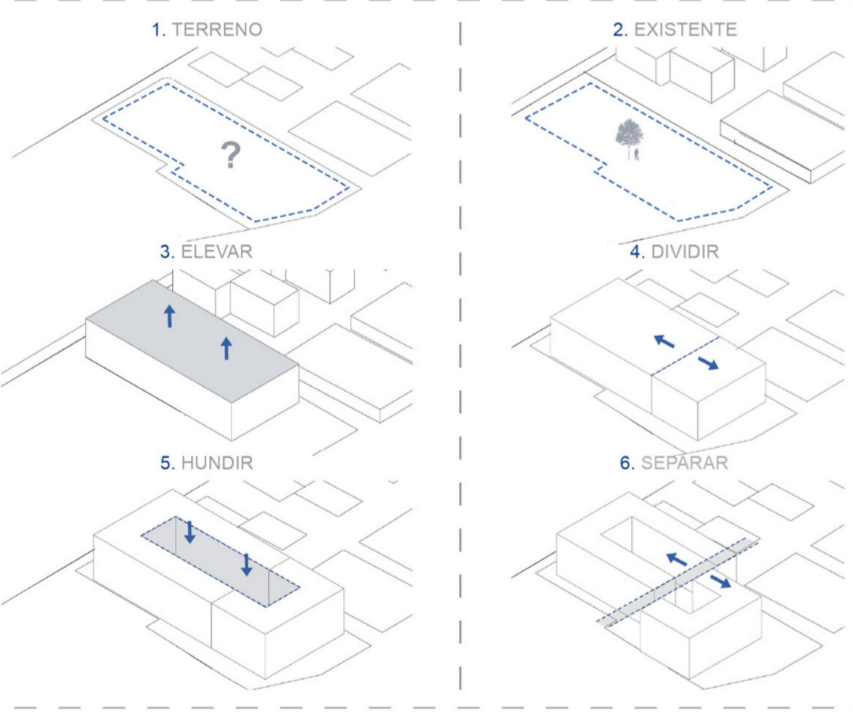 1. TERRENO
2. EXISTENTE
?
3. ELEVAR
4. DIVIDIR
5. HUNDIR
6. SEPARAR